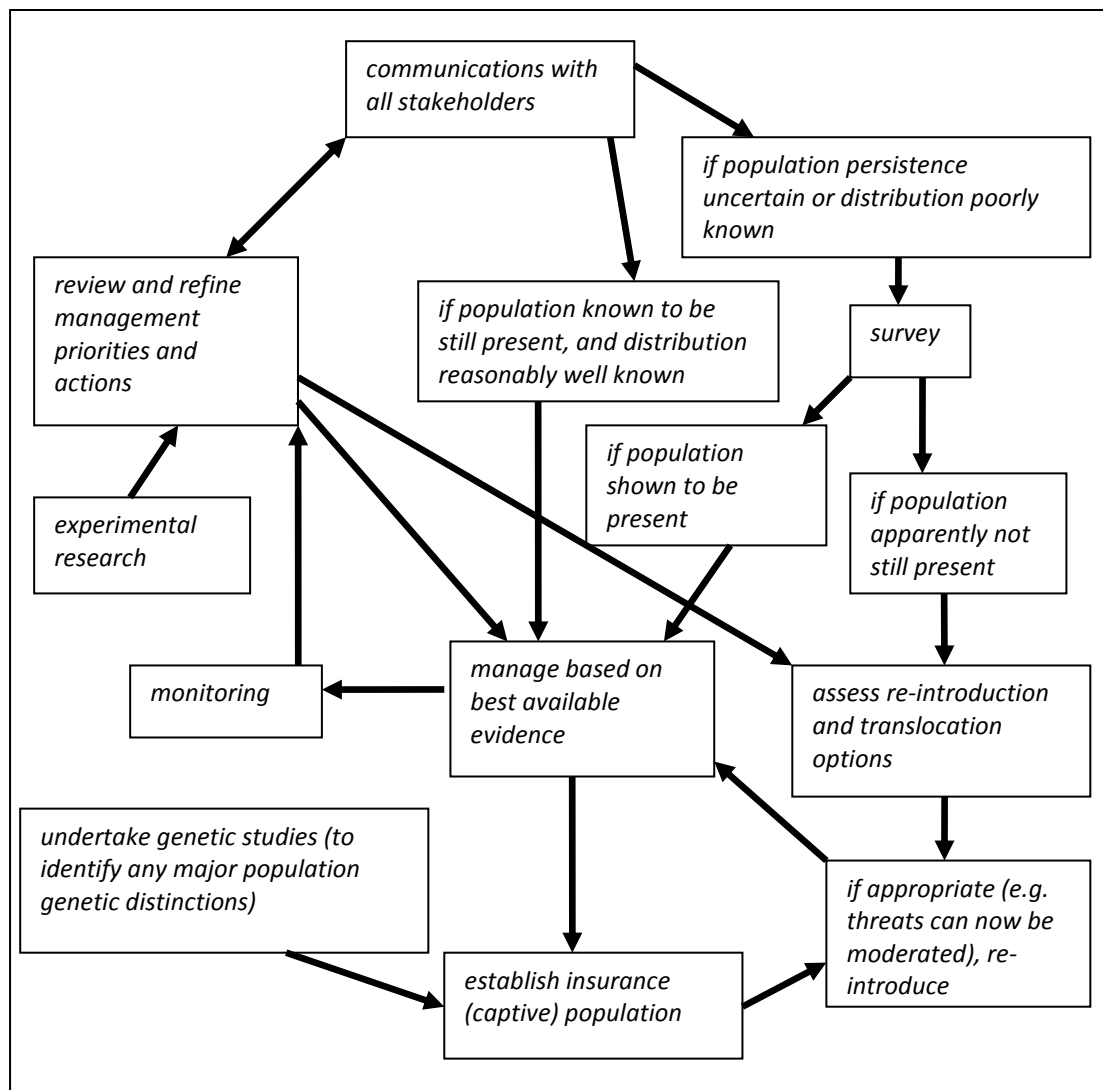 communications with
all stakeholders
if population persistence
uncertain or distribution poorly
known
review and refine
management
priorities and
actions
if population known to be
still present, and distribution
reasonably well known
survey
if population
shown to be
present
if population
apparently not
still present
experimental
research
monitoring
manage based on
best available
evidence
assess re-introduction
and translocation
options
undertake genetic studies (to
identify any major population
genetic distinctions)
if appropriate (e.g.
threats can now be
moderated), re-
introduce
establish insurance
(captive) population